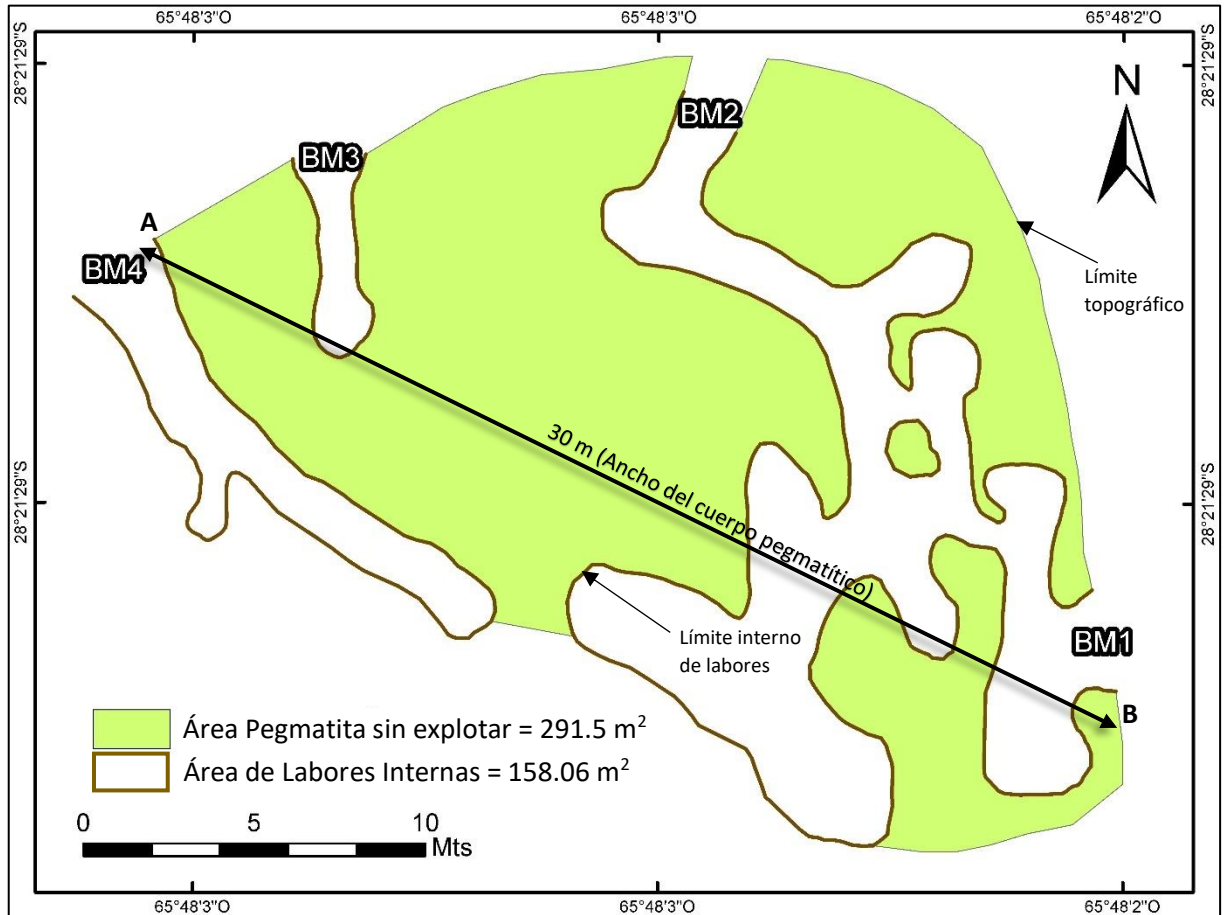 65°48'3"O 65°48'3"O 65°48'2"O
28°21'29"S 28°21'29"S
N
BM2
BM3
A
BM4
Límite
topográfico
30 m (Ancho del cuerpo pegmatítico)
28°21'29"S 28°21'29"S
Límite interno
de labores
BM1
B
Área Pegmatita sin explotar = 291.5 m²
Área de Labores Internas = 158.06 m²
0 5 10
Mts
65°48'3"O 65°48'3"O 65°48'2"O